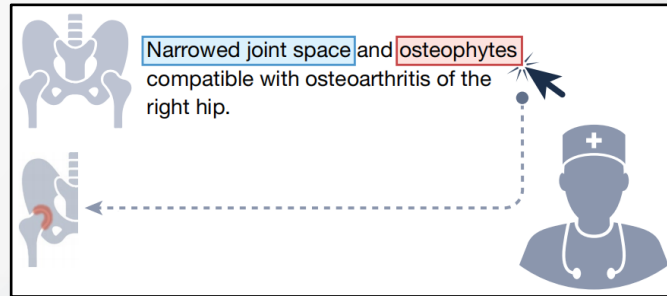 Narrowed joint space and osteophytes
compatible with osteoarthritis of the
right hip.